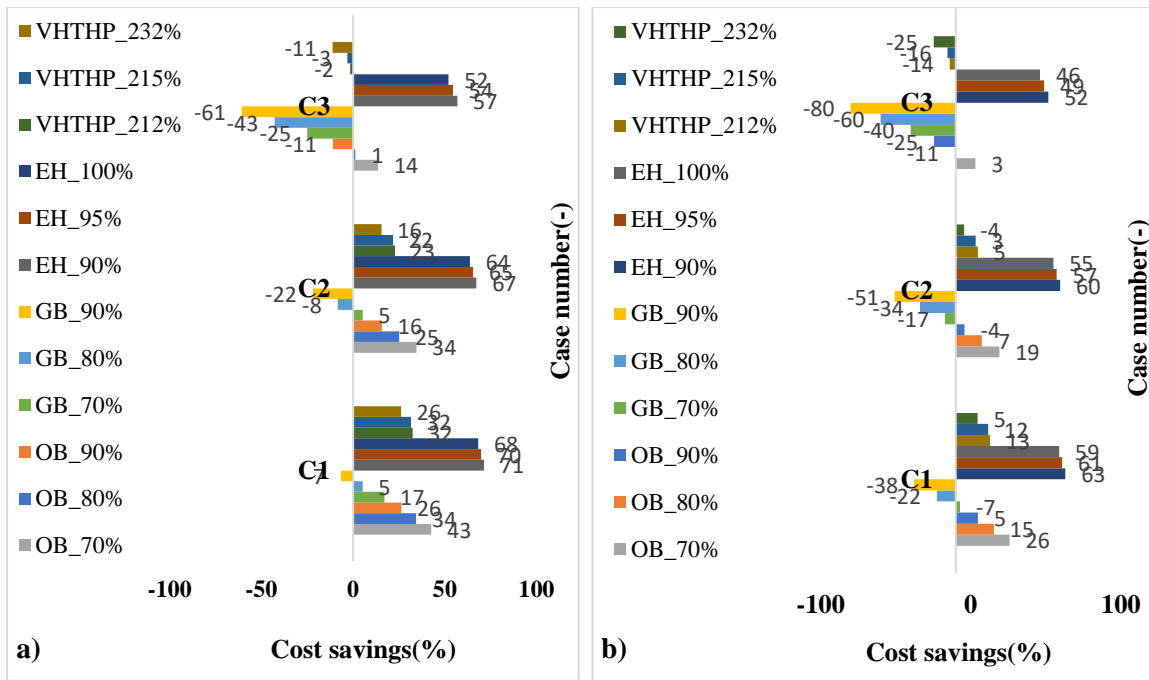 VHTHP_232%
VHTHP_215%
VHTHP_212%
EH_100%
EH_95%
EH_90%
GB_90%
GB_80%
GB_70%
OB_90%
OB_80%
OB_70%
-11
-3
-2
52
54
57
C3
-61
-43
-25
-11
1
14
16
22
23
64
65
67
C2
-22
-8
5
16
25
34
26
32
32
68
70
71
C1
-7
5
17
26
34
43
Case number(-)
-100 -50 0 50 100
a) Cost savings(%)
VHTHP_232%
VHTHP_215%
VHTHP_212%
EH_100%
EH_95%
EH_90%
GB_90%
GB_80%
GB_70%
OB_90%
OB_80%
OB_70%
-25
-16
-14
46
49
52
C3
-80
-60
-40
-25
-11
3
-4
3
5
55
57
60
C2
-51
-34
-17
-4
7
19
5
12
13
59
61
63
C1
-38
-22
-7
5
15
26
Case number(-)
-100 0 100
b) Cost savings(%)